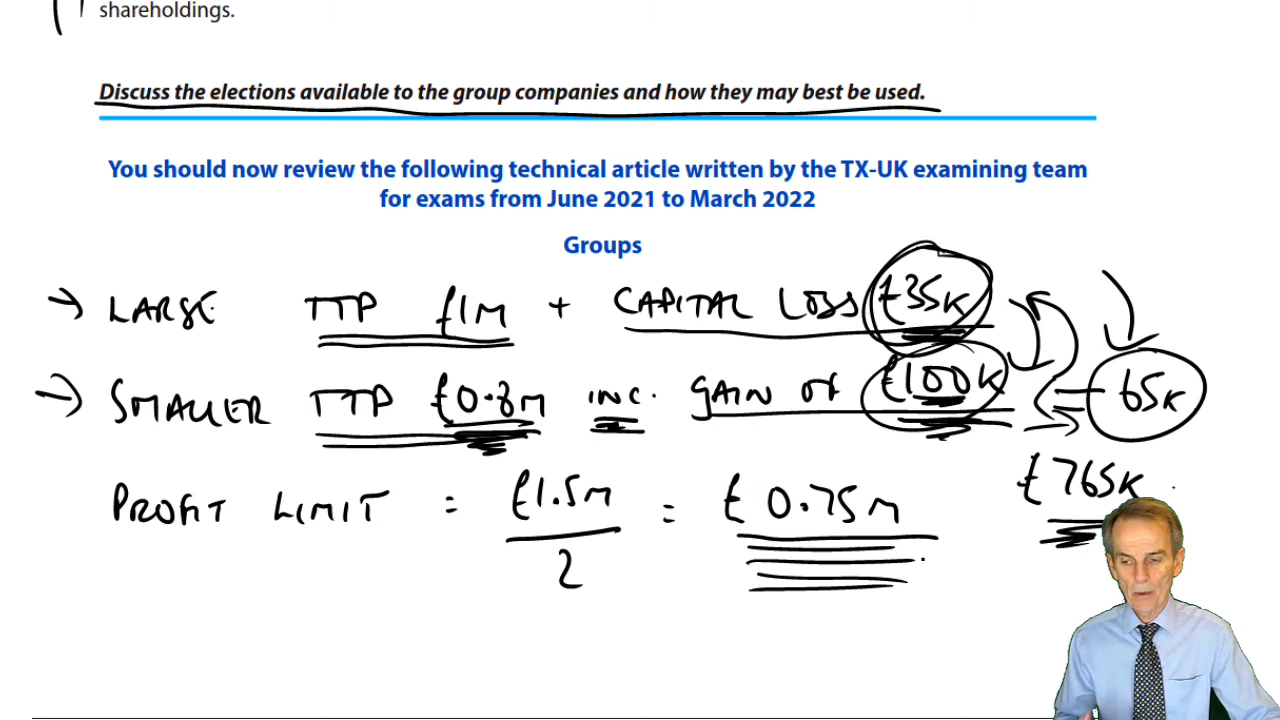 shareholdings.
Discuss the elections available to the group companies and how they may best be used.
You should now review the following technical article written by the TX-UK examining team
for exams from June 2021 to March 2022
Groups
→ LARGE TTP £1M + CAPITAL LOSS £35K
→ SMALLER TTP £0.8M INC. GAIN OF £100K = 65K
£765K
PROFIT LIMIT = £1.5M / 2 = £0.75M